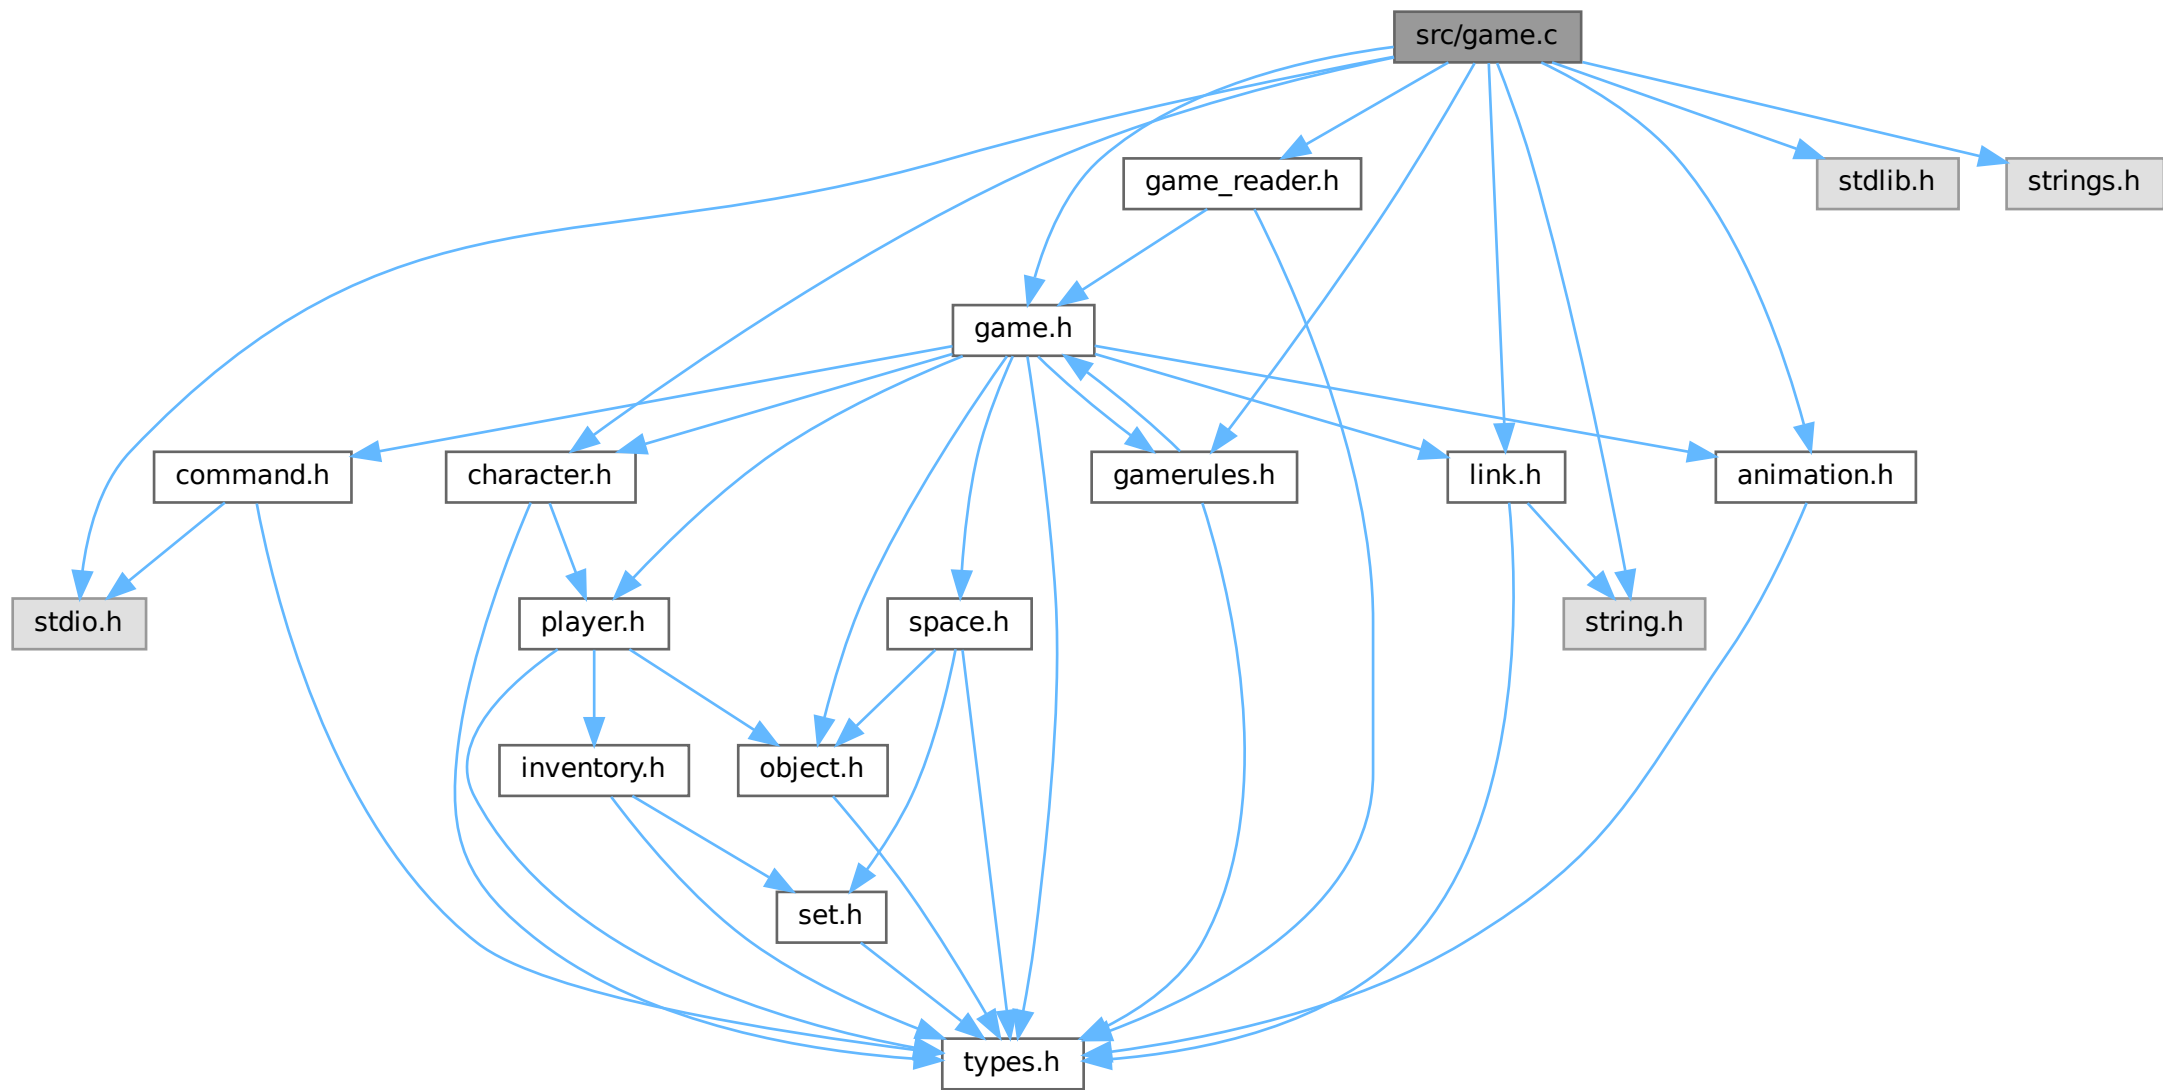 src/game.c
game_reader.h
stdlib.h
strings.h
game.h
command.h
character.h
gamerules.h
link.h
animation.h
stdio.h
player.h
space.h
string.h
inventory.h
object.h
set.h
types.h